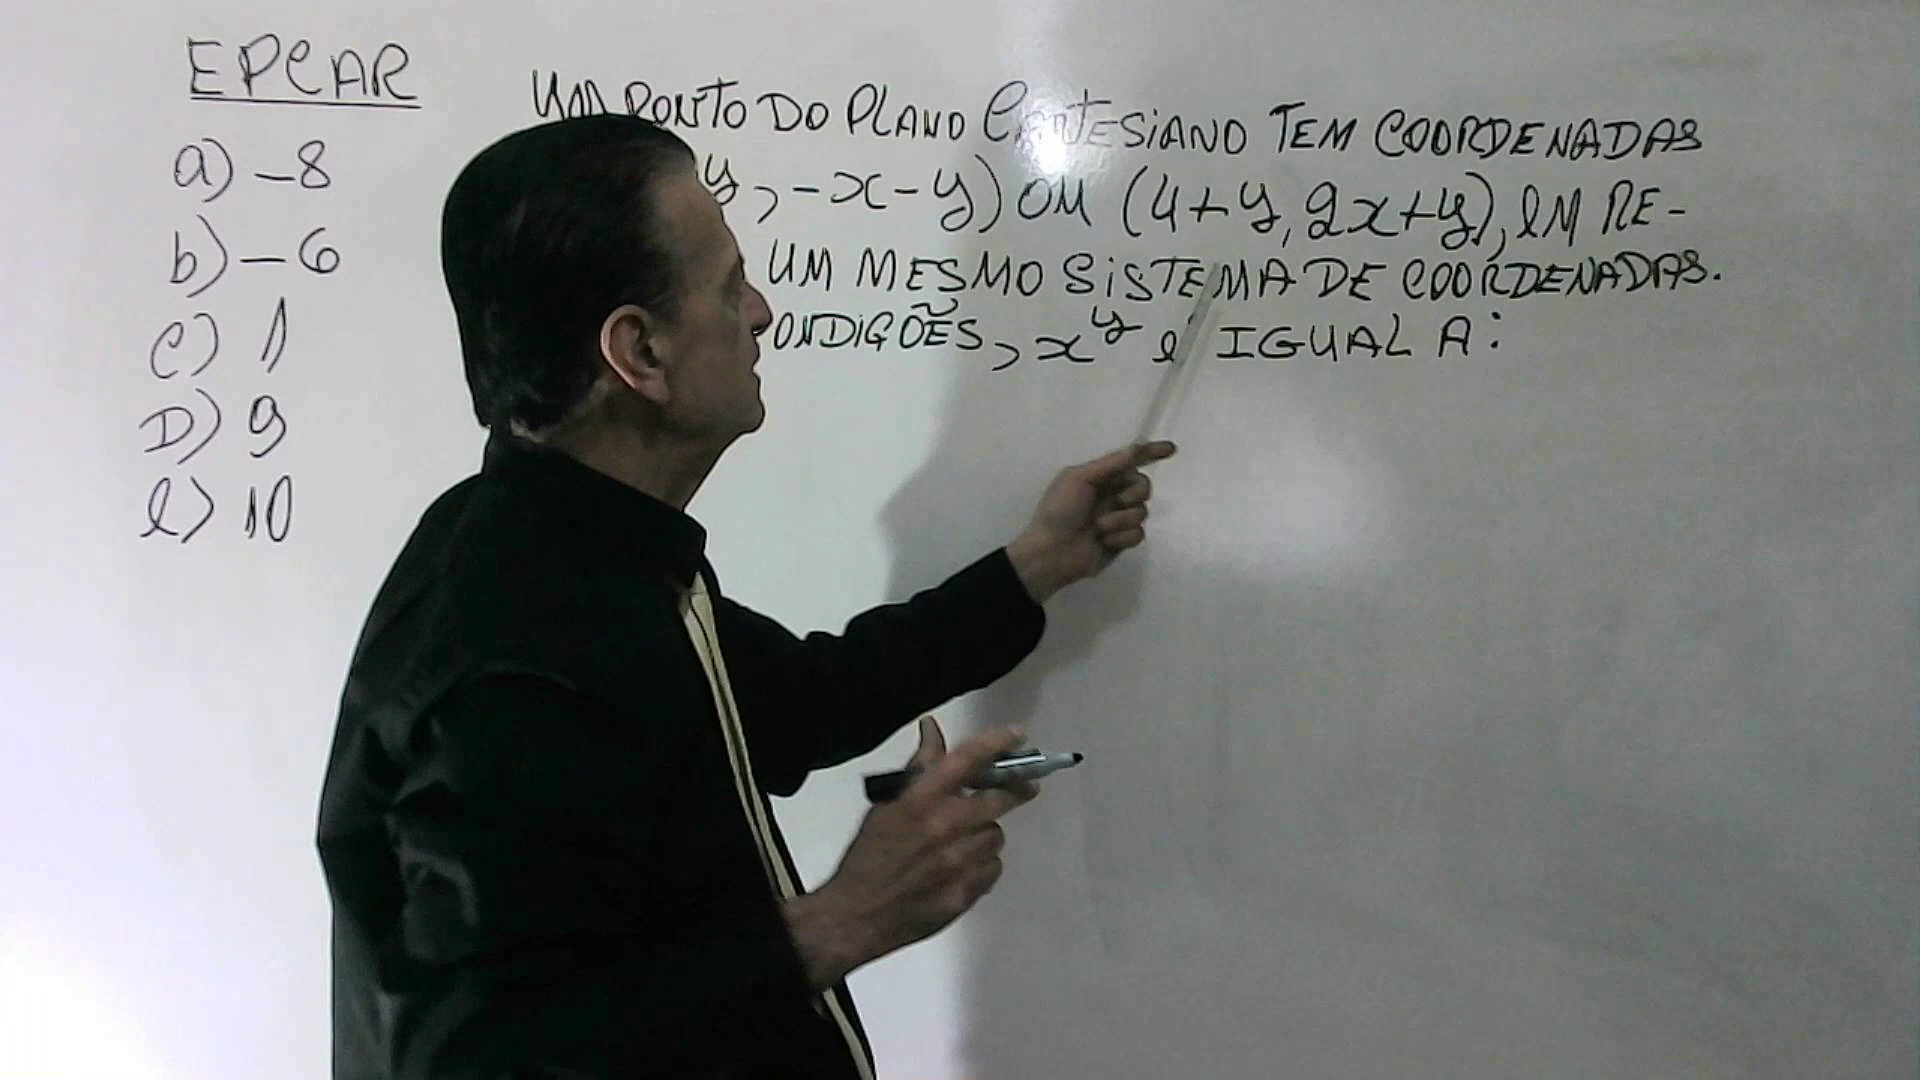 EPCAR
a) -8
b) -6
c) 1
D) 9
e) 10
UM PONTO DO PLANO CARTESIANO TEM COORDENADAS
y, -x-y) OU (4+y, 2x+y), EM RE-
UM MESMO SISTEMA DE COORDENADAS.
ONDIÇÕES, x^y é IGUAL A: